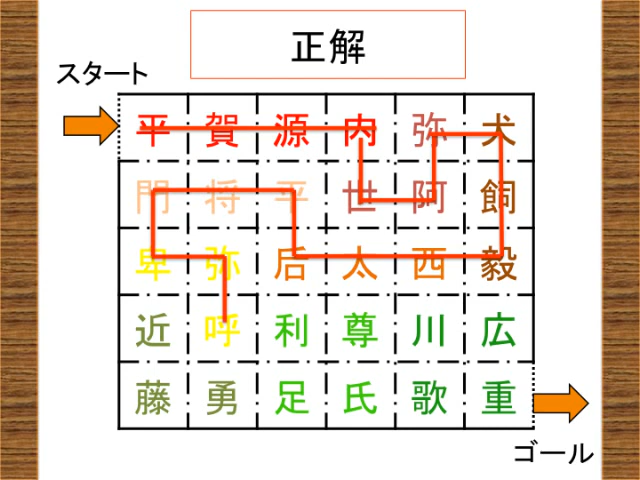 正解
スタート
平 賀 源 内 弥 犬
門 将 平 世 阿 飼
卑 弥 后 太 西 毅
近 呼 利 尊 川 広
藤 勇 足 氏 歌 重
ゴール